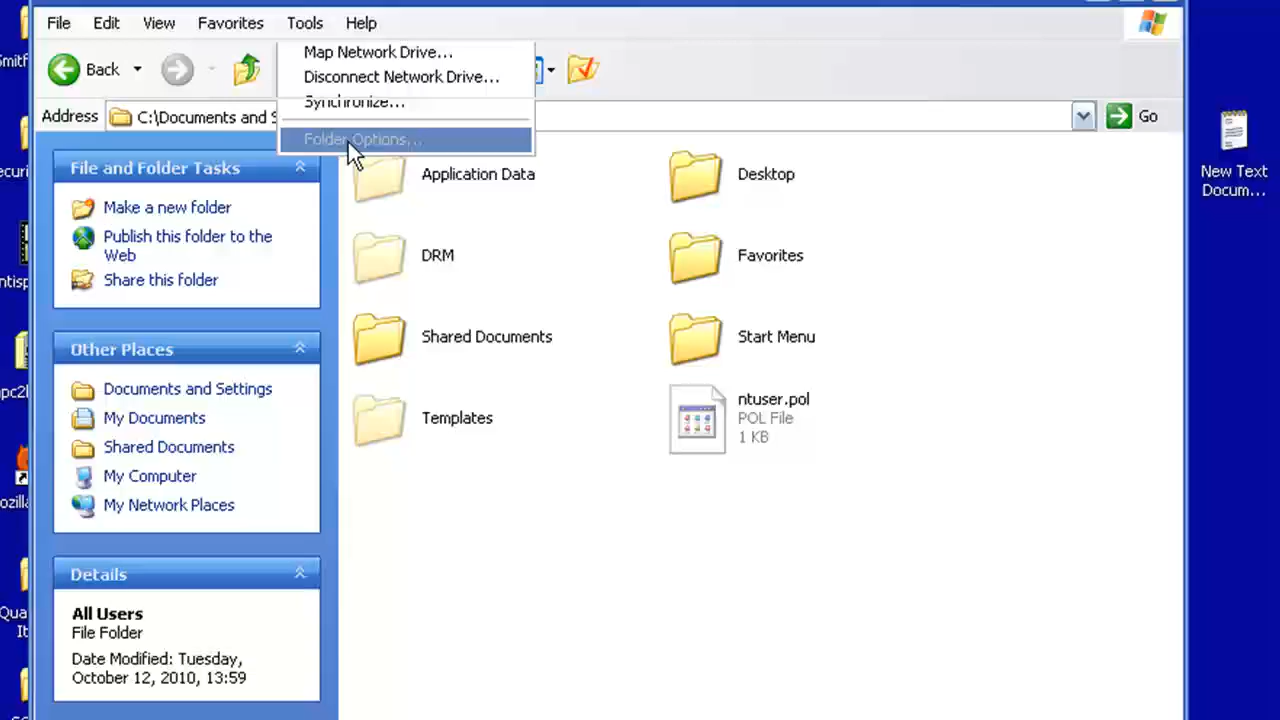 File Edit View Favorites Tools Help
Map Network Drive...
Disconnect Network Drive...
Synchronize...
Folder Options...
Back
Address C:\Documents and S
Go
File and Folder Tasks
Make a new folder
Publish this folder to the
Web
Share this folder
Other Places
Documents and Settings
My Documents
Shared Documents
My Computer
My Network Places
Details
All Users
File Folder
Date Modified: Tuesday,
October 12, 2010, 13:59
Application Data
Desktop
DRM
Favorites
Shared Documents
Start Menu
Templates
ntuser.pol
POL File
1 KB
New Text
Docum...